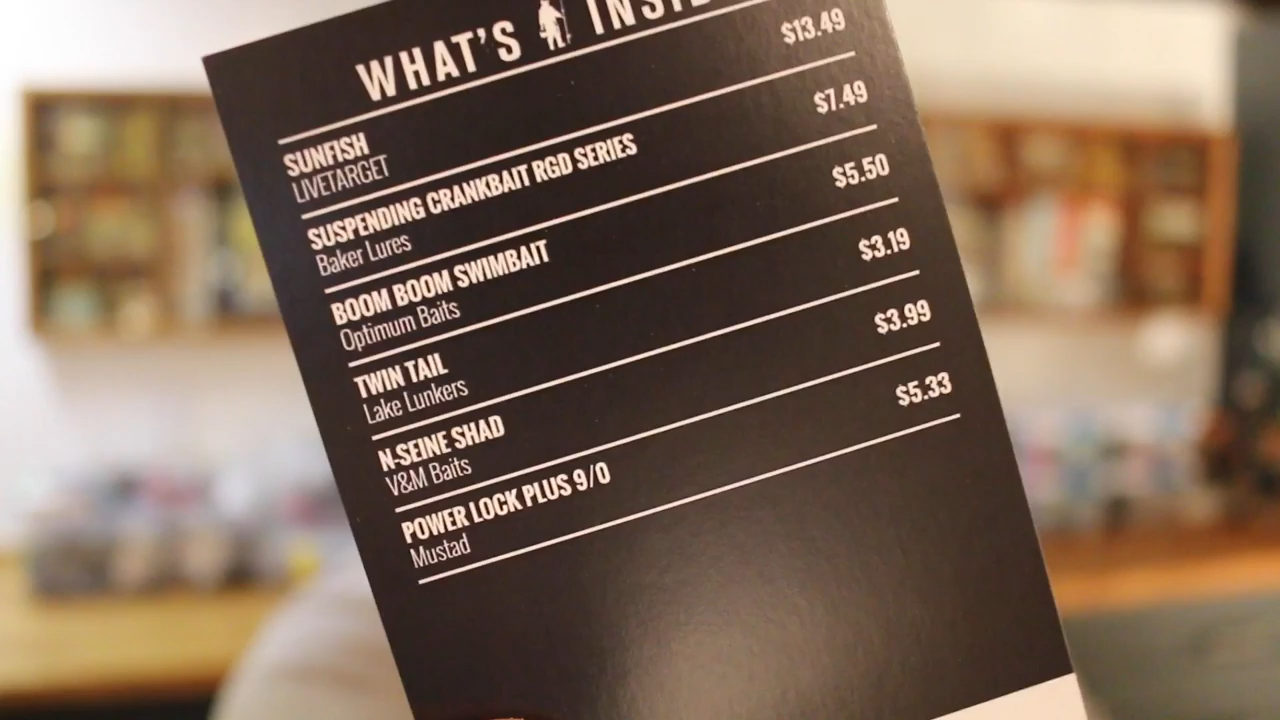 WHAT'S INSIDE
SUNFISH $13.49
LIVETARGET
SUSPENDING CRANKBAIT RGD SERIES $7.49
Baker Lures
BOOM BOOM SWIMBAIT $5.50
Optimum Baits
TWIN TAIL $3.19
Lake Lunkers
N-SEINE SHAD $3.99
V&M Baits
POWER LOCK PLUS 9/0 $5.33
Mustad